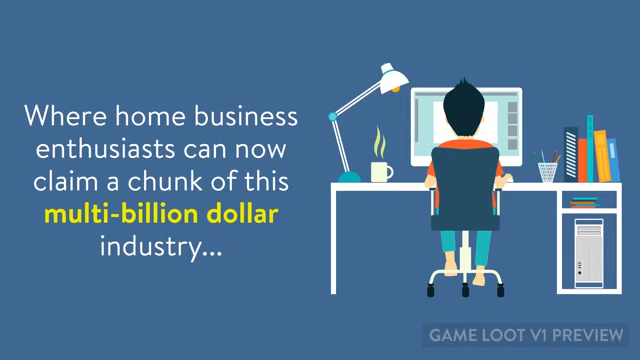 Where home business
enthusiasts can now
claim a chunk of this
multi-billion dollar
industry...
GAME LOOT V1 PREVIEW